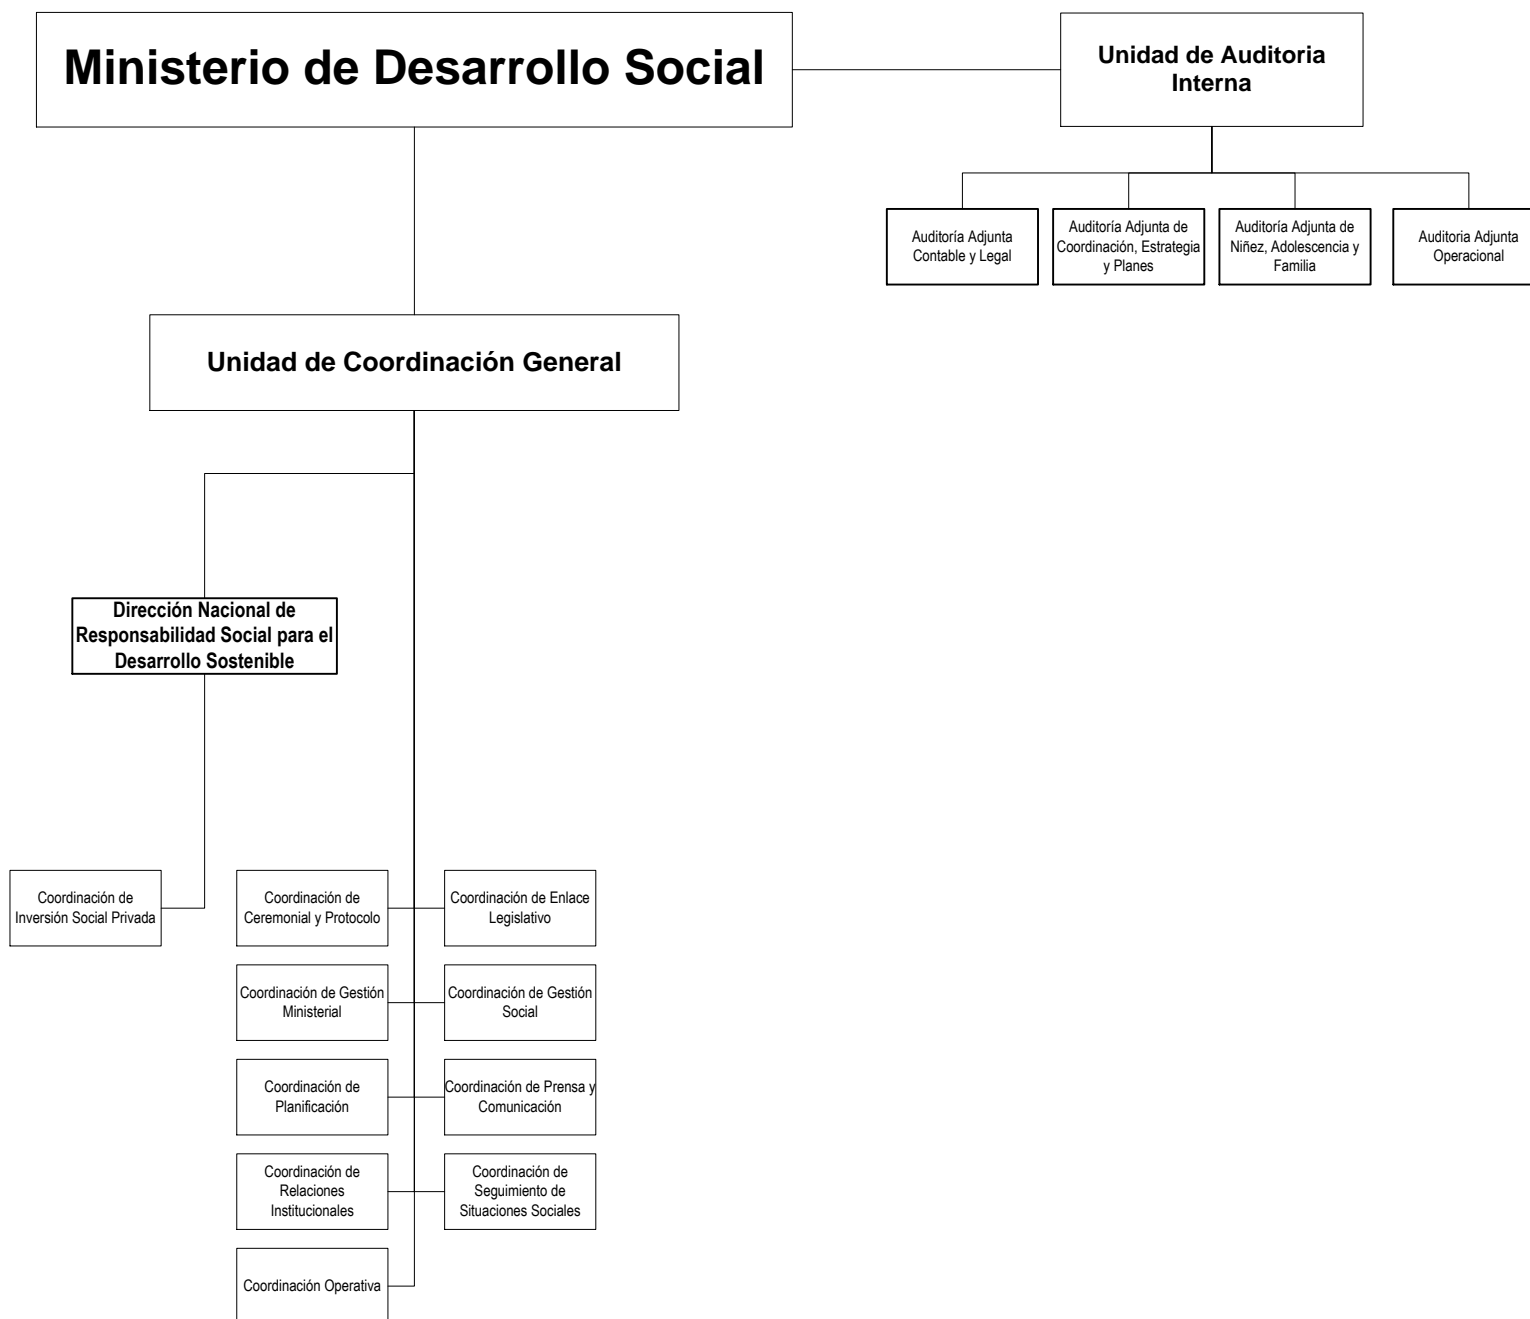 Ministerio de Desarrollo Social
Unidad de Auditoria
Interna
Auditoría Adjunta
Contable y Legal
Auditoría Adjunta de
Coordinación, Estrategia
y Planes
Auditoría Adjunta de
Niñez, Adolescencia y
Familia
Auditoria Adjunta
Operacional
Unidad de Coordinación General
Dirección Nacional de
Responsabilidad Social para el
Desarrollo Sostenible
Coordinación de
Inversión Social Privada
Coordinación de
Ceremonial y Protocolo
Coordinación de Enlace
Legislativo
Coordinación de Gestión
Ministerial
Coordinación de Gestión
Social
Coordinación de
Planificación
Coordinación de Prensa y
Comunicación
Coordinación de
Relaciones
Institucionales
Coordinación de
Seguimiento de
Situaciones Sociales
Coordinación Operativa